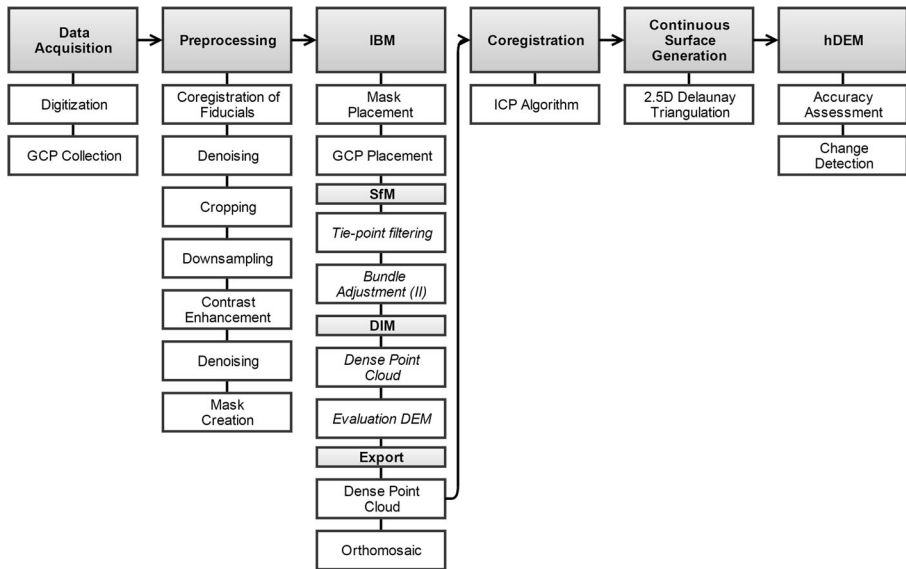 Data
Acquisition
Digitization
GCP Collection
Preprocessing
Coregistration of
Fiducials
Denoising
Cropping
Downsampling
Contrast
Enhancement
Denoising
Mask
Creation
IBM
Mask
Placement
GCP Placement
SfM
Tie-point filtering
Bundle
Adjustment (II)
DIM
Dense Point
Cloud
Evaluation DEM
Export
Dense Point
Cloud
Orthomosaic
Coregistration
ICP Algorithm
Continuous
Surface
Generation
2.5D Delaunay
Triangulation
hDEM
Accuracy
Assessment
Change
Detection